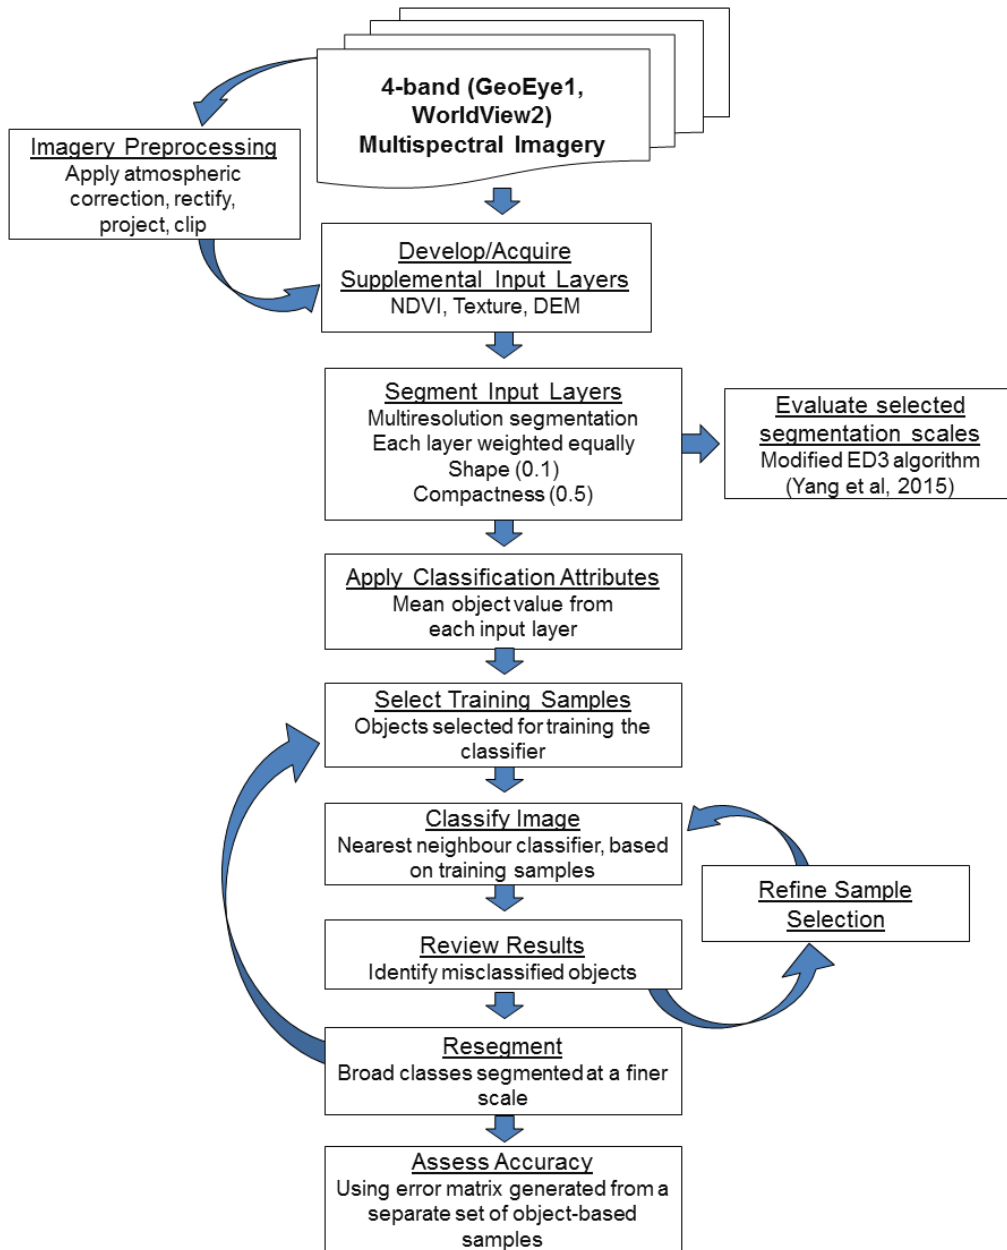 4-band (GeoEye1,
WorldView2)
Multispectral Imagery
Imagery Preprocessing
Apply atmospheric
correction, rectify,
project, clip
Develop/Acquire
Supplemental Input Layers
NDVI, Texture, DEM
Segment Input Layers
Multiresolution segmentation
Each layer weighted equally
Shape (0.1)
Compactness (0.5)
Evaluate selected
segmentation scales
Modified ED3 algorithm
(Yang et al, 2015)
Apply Classification Attributes
Mean object value from
each input layer
Select Training Samples
Objects selected for training the
classifier
Classify Image
Nearest neighbour classifier, based
on training samples
Refine Sample
Selection
Review Results
Identify misclassified objects
Resegment
Broad classes segmented at a finer
scale
Assess Accuracy
Using error matrix generated from a
separate set of object-based
samples